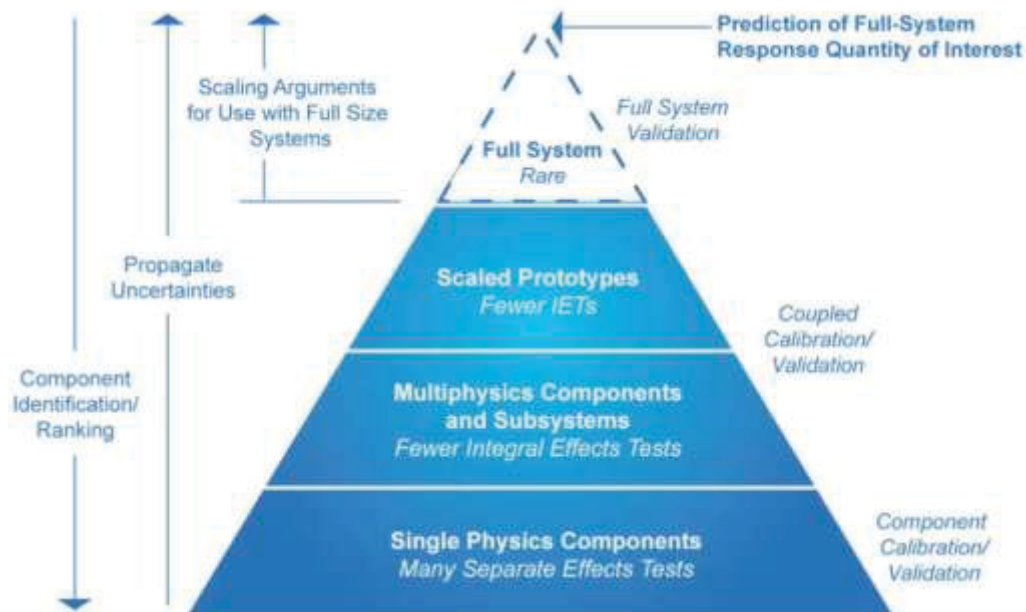 Prediction of Full-System
Response Quantity of Interest
Scaling Arguments
for Use with Full Size
Systems
Full System
Validation
Full System
Rare
Propagate
Uncertainties
Scaled Prototypes
Fewer IETs
Coupled
Calibration/
Validation
Component
Identification/
Ranking
Multiphysics Components
and Subsystems
Fewer Integral Effects Tests
Single Physics Components
Many Separate Effects Tests
Component
Calibration/
Validation